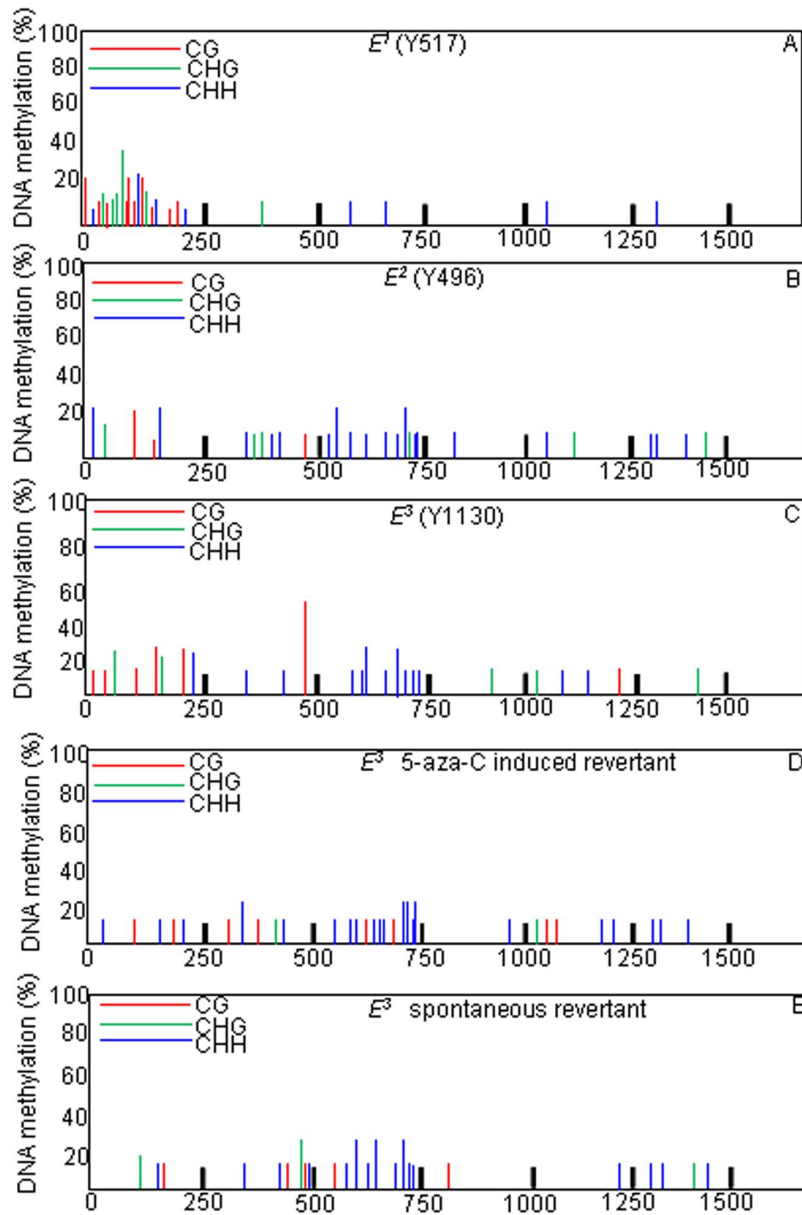 DNA methylation (%)
100
80
60
40
20
CG
CHG
CHH
E¹ (Y517)
A
0 250 500 750 1000 1250 1500
DNA methylation (%)
100
80
60
40
20
CG
CHG
CHH
E² (Y496)
B
0 250 500 750 1000 1250 1500
DNA methylation (%)
100
80
60
40
20
CG
CHG
CHH
E³ (Y1130)
C
0 250 500 750 1000 1250 1500
DNA methylation (%)
100
80
60
40
20
CG
CHG
CHH
E³ 5-aza-C induced revertant
D
0 250 500 750 1000 1250 1500
DNA methylation (%)
100
80
60
40
20
CG
CHG
CHH
E³ spontaneous revertant
E
0 250 500 750 1000 1250 1500